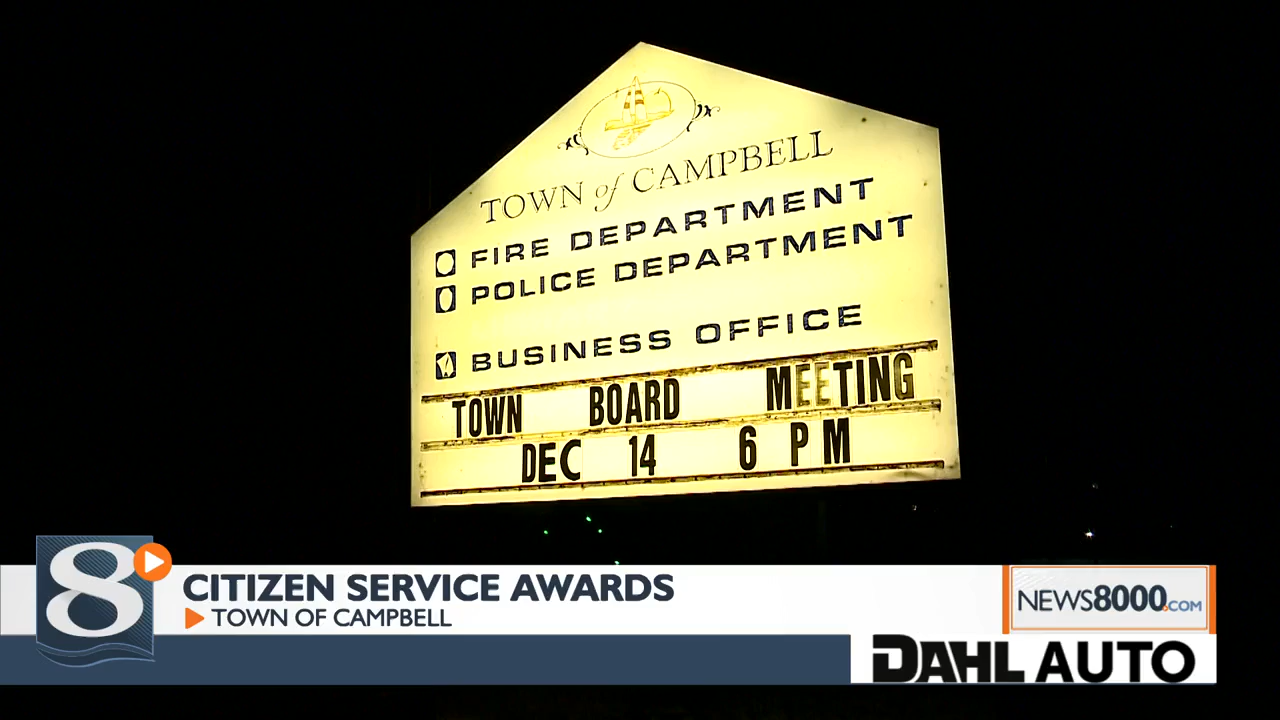 TOWN of CAMPBELL
FIRE DEPARTMENT
POLICE DEPARTMENT
BUSINESS OFFICE
TOWN BOARD MEETING
DEC 14 6 PM
8
CITIZEN SERVICE AWARDS
TOWN OF CAMPBELL
NEWS8000.COM
DAHL AUTO